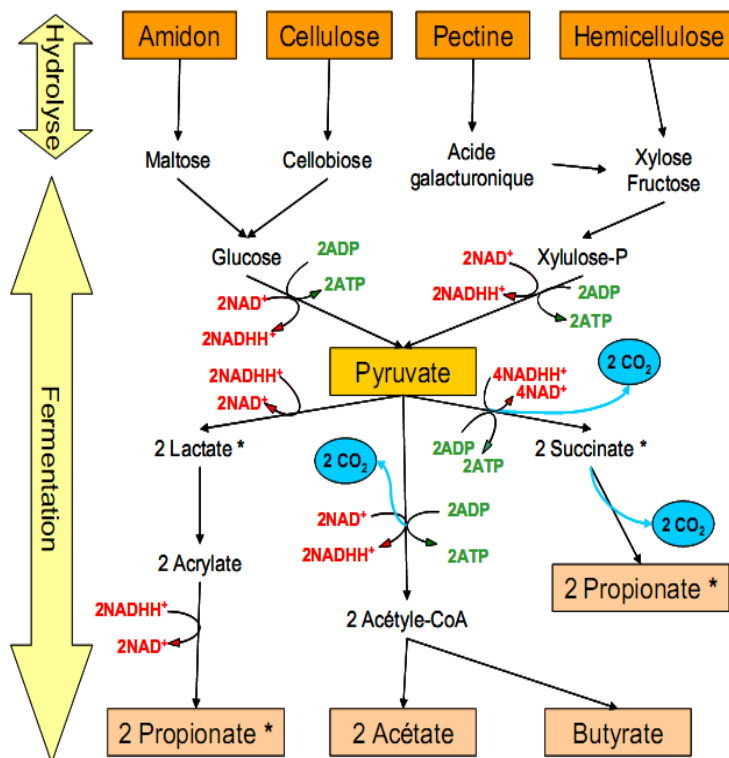 Hydrolyse
Amidon
Cellulose
Pectine
Hemicellulose
Maltose
Cellobiose
Acide
galacturonique
Xylose
Fructose
Glucose
2ADP
2ATP
2NAD⁺
2NADHH⁺
Xylulose-P
2NAD⁺
2NADHH⁺
2ADP
2ATP
Fermentation
Pyruvate
2NADHH⁺
2NAD⁺
4NADHH⁺
4NAD⁺
2 CO₂
2ADP
2ATP
2 Lactate *
2 CO₂
2 Succinate *
2NAD⁺
2NADHH⁺
2ADP
2ATP
2 CO₂
2 Acrylate
2 Propionate *
2NADHH⁺
2NAD⁺
2 Acétyle-CoA
2 Propionate *
2 Acétate
Butyrate